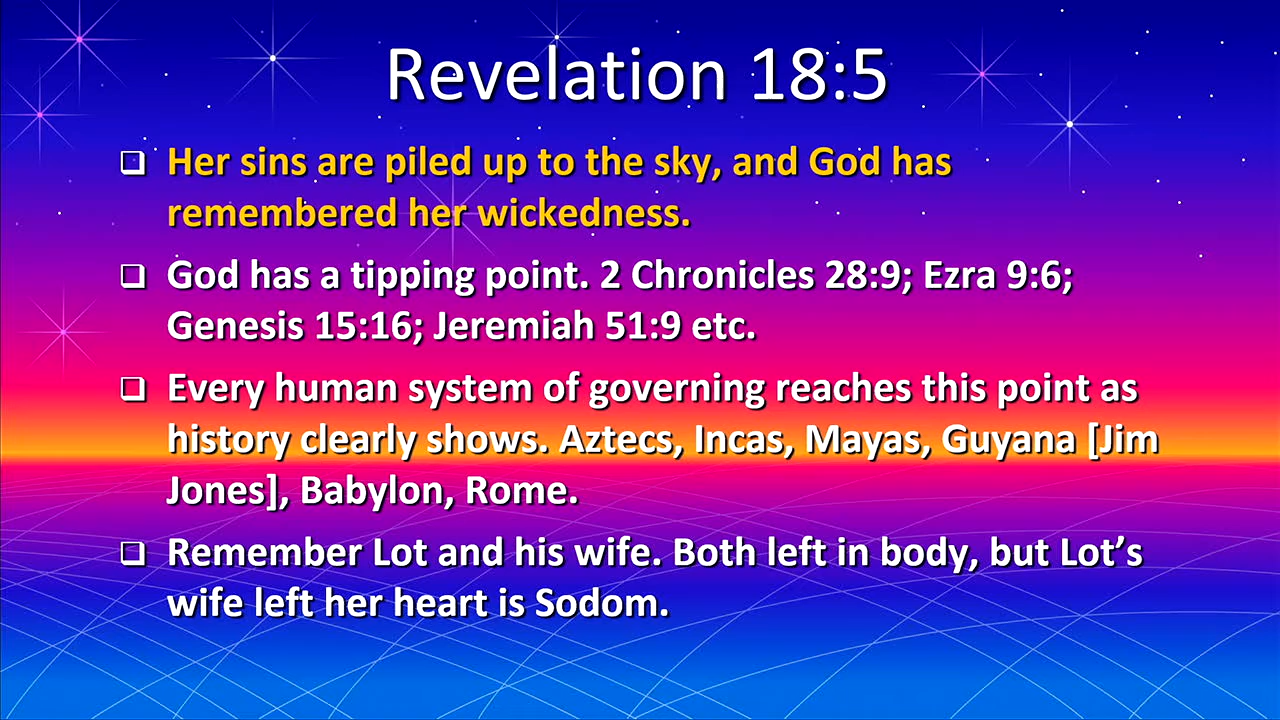 Revelation 18:5
Her sins are piled up to the sky, and God has
remembered her wickedness.
God has a tipping point. 2 Chronicles 28:9; Ezra 9:6;
Genesis 15:16; Jeremiah 51:9 etc.
Every human system of governing reaches this point as
history clearly shows. Aztecs, Incas, Mayas, Guyana [Jim
Jones], Babylon, Rome.
Remember Lot and his wife. Both left in body, but Lot’s
wife left her heart is Sodom.